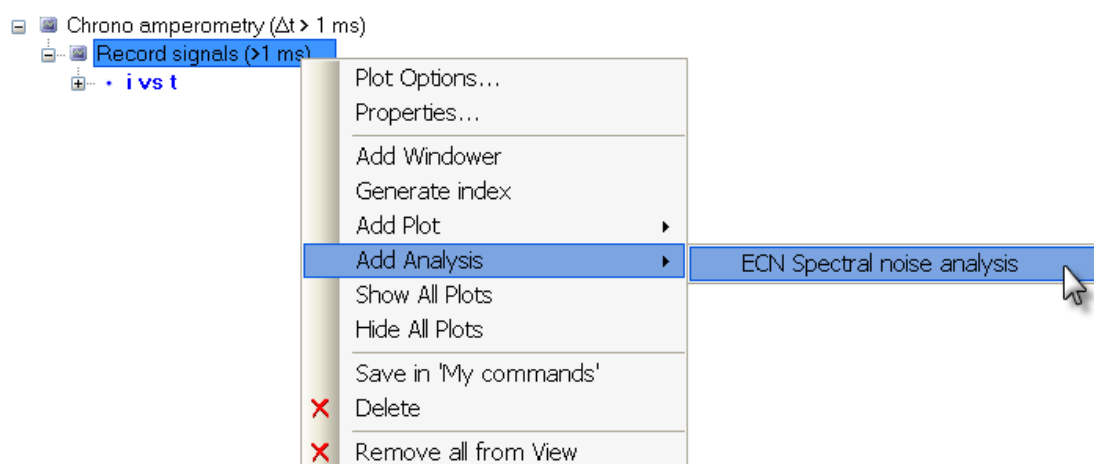 Chrono amperometry (Δt > 1 ms)
Record signals (>1 ms)
i vs t
Plot Options...
Properties...
Add Windower
Generate index
Add Plot
Add Analysis
ECN Spectral noise analysis
Show All Plots
Hide All Plots
Save in 'My commands'
Delete
Remove all from View